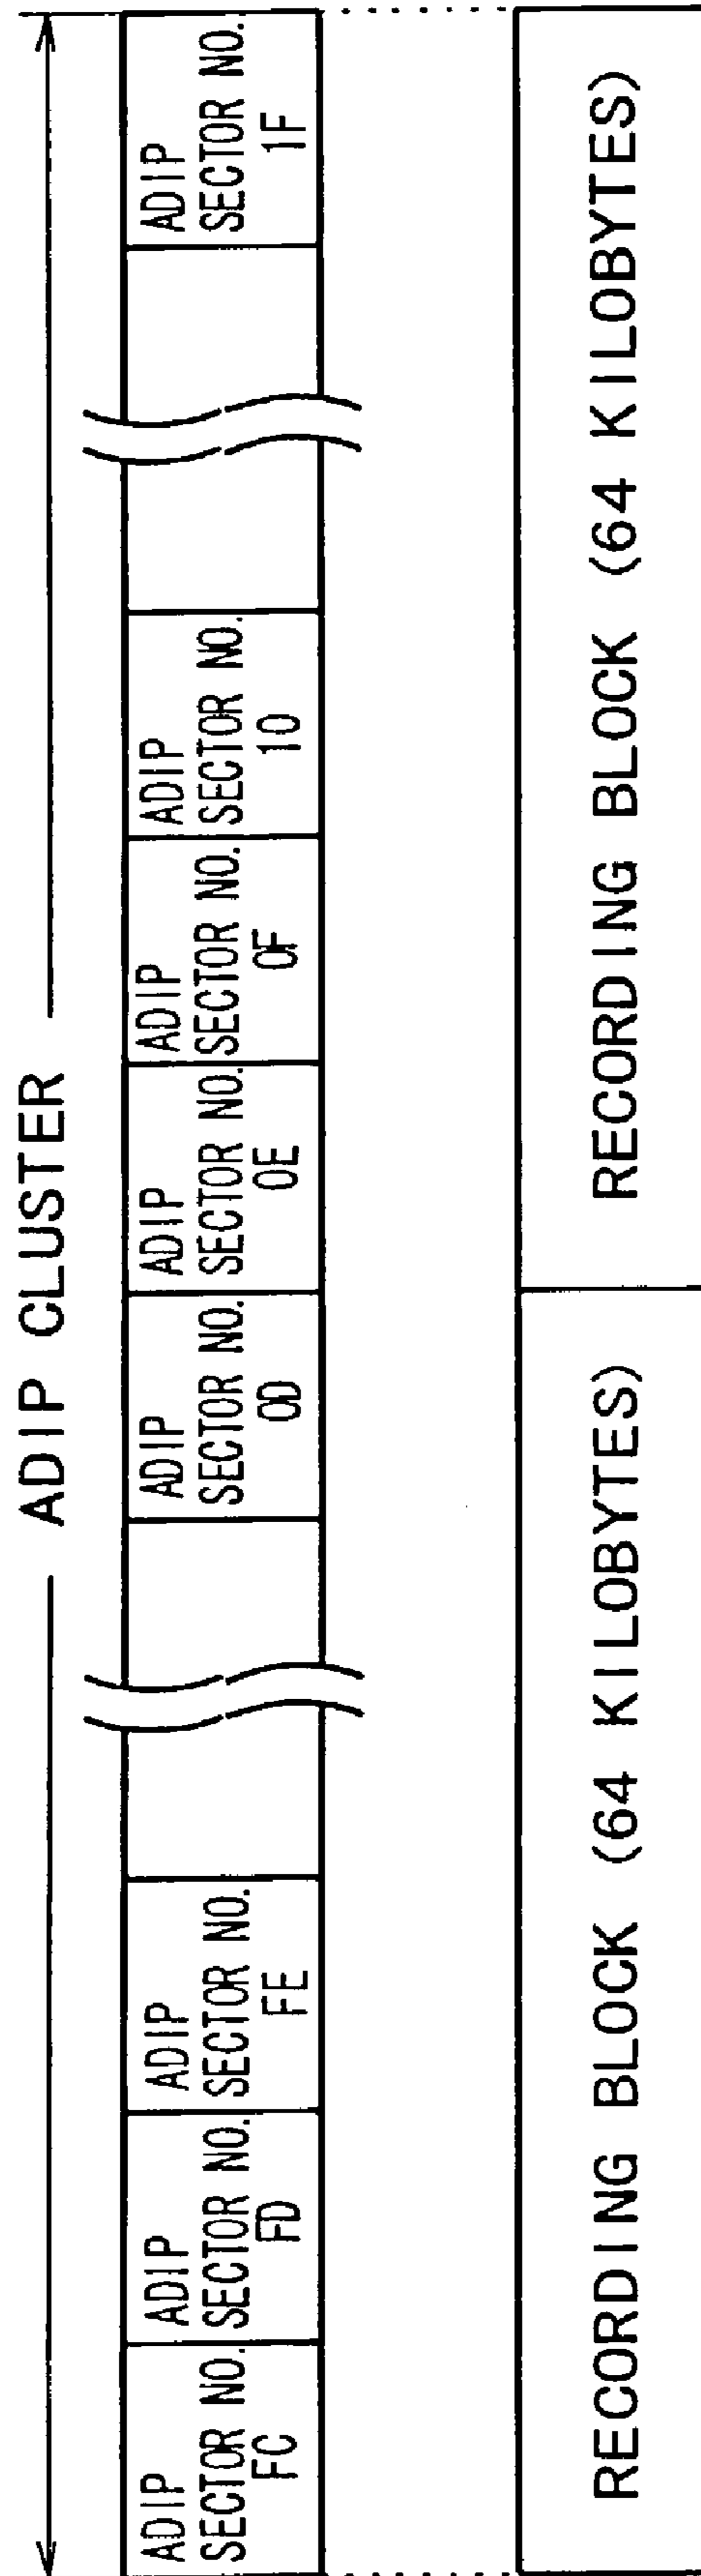 ADIP CLUSTER
ADIP
SECTOR NO.
FC
ADIP
SECTOR NO.
FD
ADIP
SECTOR NO.
FE
ADIP
SECTOR NO.
0D
ADIP
SECTOR NO.
0E
ADIP
SECTOR NO.
0F
ADIP
SECTOR NO.
10
ADIP
SECTOR NO.
1F
RECORDING BLOCK (64 KILOBYTES)
RECORDING BLOCK (64 KILOBYTES)